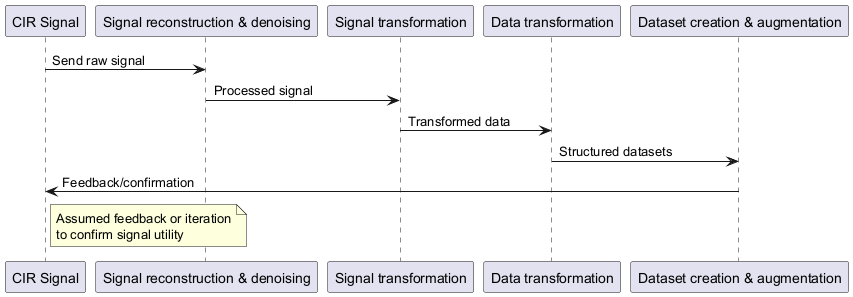 CIR Signal
Signal reconstruction & denoising
Signal transformation
Data transformation
Dataset creation & augmentation
Send raw signal
Processed signal
Transformed data
Structured datasets
Feedback/confirmation
Assumed feedback or iteration
to confirm signal utility
CIR Signal
Signal reconstruction & denoising
Signal transformation
Data transformation
Dataset creation & augmentation